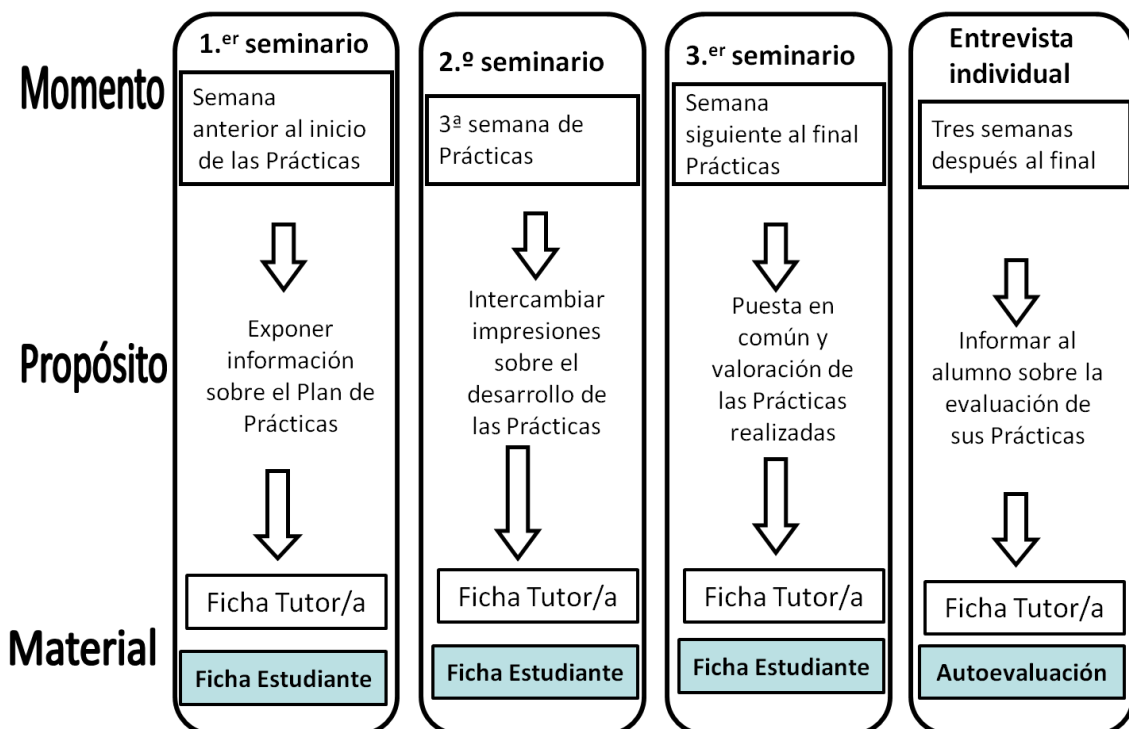 Momento
Propósito
Material
1.er seminario
Semana
anterior al inicio
de las Prácticas
Exponer
información
sobre el Plan de
Prácticas
Ficha Tutor/a
Ficha Estudiante
2.º seminario
3ª semana de
Prácticas
Intercambiar
impresiones
sobre el
desarrollo de
las Prácticas
Ficha Tutor/a
Ficha Estudiante
3.er seminario
Semana
siguiente al final
Prácticas
Puesta en
común y
valoración de
las Prácticas
realizadas
Ficha Tutor/a
Ficha Estudiante
Entrevista
individual
Tres semanas
después al final
Informar al
alumno sobre la
evaluación de
sus Prácticas
Ficha Tutor/a
Autoevaluación